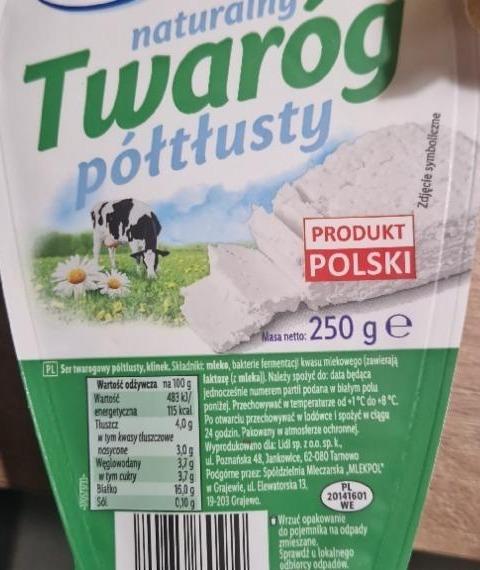 naturalny
Twaróg
półtłusty
Zdjęcie symboliczne
PRODUKT
POLSKI
Masa netto: 250 g e
PL Ser twarogowy półtłusty, klinek. Składniki: mleko, bakterie fermentacji kwasu mlekowego (zawierają
laktozę (z mleka)). Należy spożyć do: data będąca
jednocześnie numerem partii podana w białym polu
poniżej. Przechowywać w temperaturze od +1°C do +8°C.
Po otwarciu przechowywać w lodówce i spożyć w ciągu
24 godzin. Pakowany w atmosferze ochronnej.
Wyprodukowano dla: Lidl sp. z o.o. sp. k.,
ul. Poznańska 48, Jankowice, 62-080 Tarnowo
Podgórne przez: Spółdzielnia Mleczarska „MLEKPOL"
w Grajewie, ul. Elewatorska 13,
19-203 Grajewo.
Wartość odżywcza na 100 g
Wartość 483 kJ/
energetyczna 115 kcal
Tłuszcz 4,0 g
w tym kwasy tłuszczowe
nasycone 3,0 g
Węglowodany 3,7 g
w tym cukry 3,7 g
Białko 16,0 g
Sól 0,10 g
PL
20141601
WE
Wrzuć opakowanie
do pojemnika na odpady
zmieszane.
Sprawdź u lokalnego
odbiorcy odpadów.